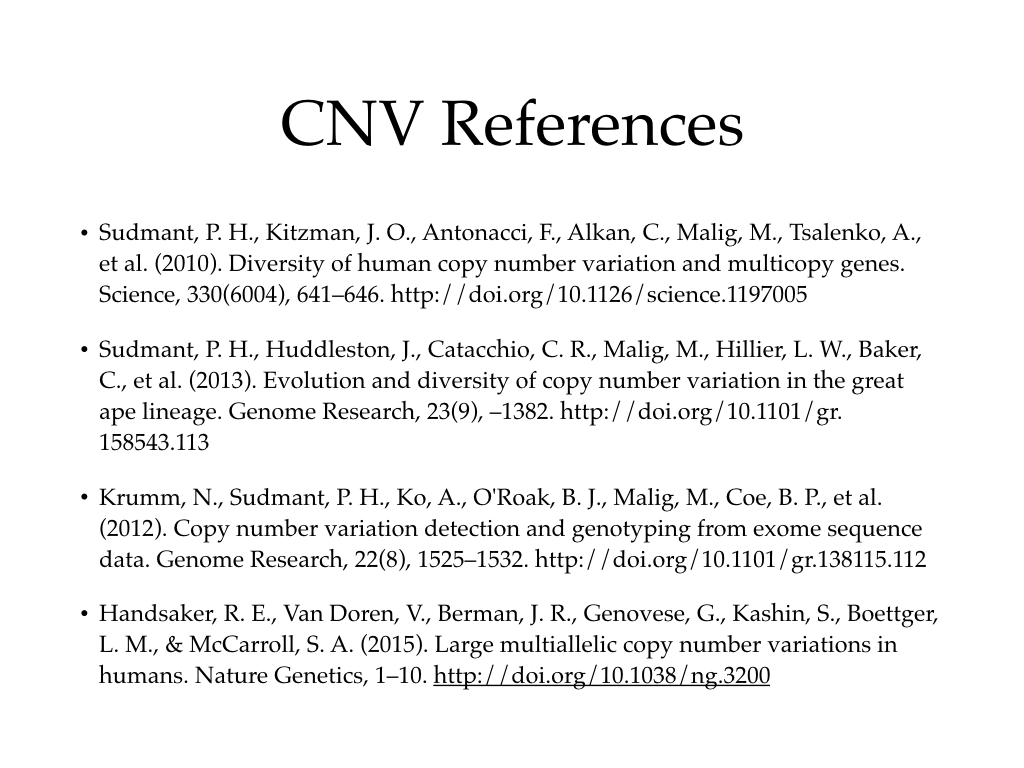 CNV References
• Sudmant, P. H., Kitzman, J. O., Antonacci, F., Alkan, C., Malig, M., Tsalenko, A.,
et al. (2010). Diversity of human copy number variation and multicopy genes.
Science, 330(6004), 641–646. http://doi.org/10.1126/science.1197005
• Sudmant, P. H., Huddleston, J., Catacchio, C. R., Malig, M., Hillier, L. W., Baker,
C., et al. (2013). Evolution and diversity of copy number variation in the great
ape lineage. Genome Research, 23(9), –1382. http://doi.org/10.1101/gr.
158543.113
• Krumm, N., Sudmant, P. H., Ko, A., O'Roak, B. J., Malig, M., Coe, B. P., et al.
(2012). Copy number variation detection and genotyping from exome sequence
data. Genome Research, 22(8), 1525–1532. http://doi.org/10.1101/gr.138115.112
• Handsaker, R. E., Van Doren, V., Berman, J. R., Genovese, G., Kashin, S., Boettger,
L. M., & McCarroll, S. A. (2015). Large multiallelic copy number variations in
humans. Nature Genetics, 1–10. http://doi.org/10.1038/ng.3200